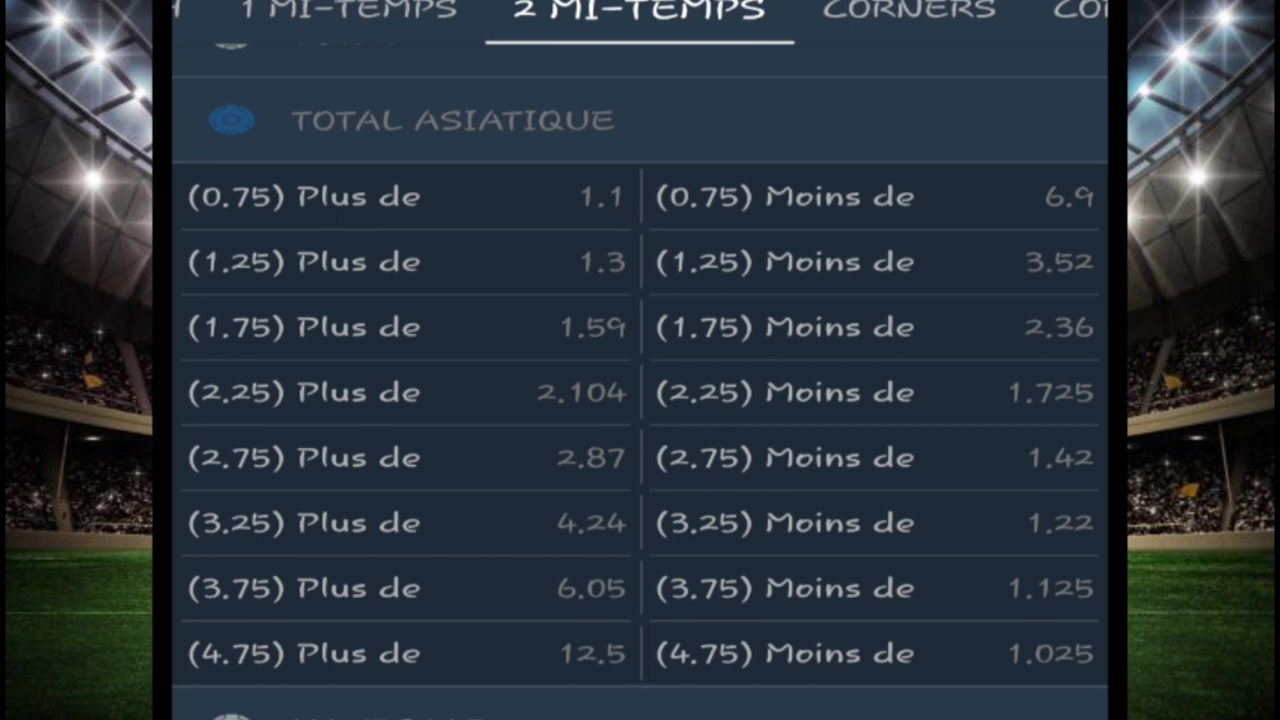 1 MI-TEMPS 2 MI-TEMPS CORNERS
TOTAL ASIATIQUE
(0.75) Plus de 1.1 (0.75) Moins de 6.9
(1.25) Plus de 1.3 (1.25) Moins de 3.52
(1.75) Plus de 1.59 (1.75) Moins de 2.36
(2.25) Plus de 2.104 (2.25) Moins de 1.725
(2.75) Plus de 2.87 (2.75) Moins de 1.42
(3.25) Plus de 4.24 (3.25) Moins de 1.22
(3.75) Plus de 6.05 (3.75) Moins de 1.125
(4.75) Plus de 12.5 (4.75) Moins de 1.025